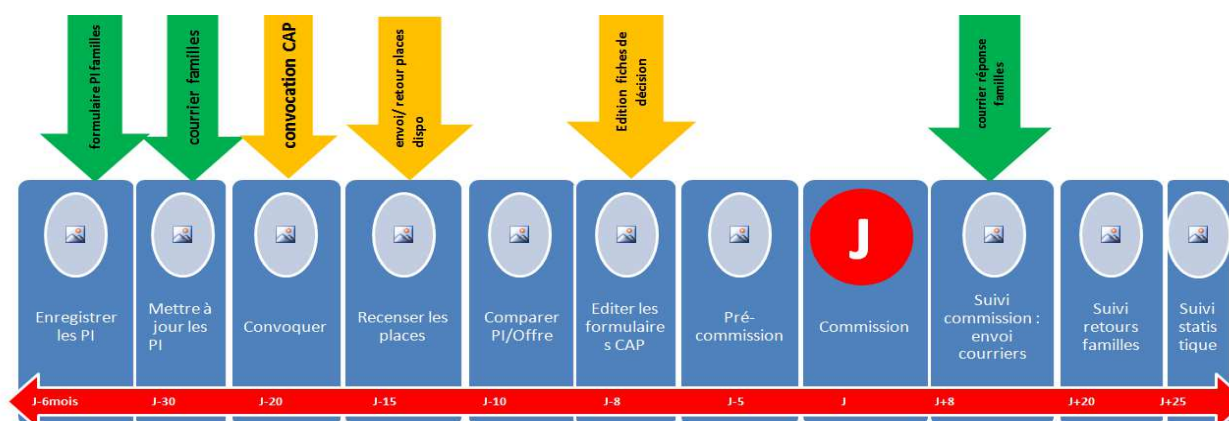 formulaire PI familles
courrier familles
convocation CAP
envoi/ retour places
dispo
Edition fiches de
décision
courrier réponse
familles
Enregistrer
les PI
Mettre à
jour les
PI
Convoquer
Recenser les
places
Comparer
PI/Offre
Editer les
formulaire
s CAP
Pré-
commission
J
Commission
Suivi
commission :
envoi
courriers
Suivi
retours
familles
Suivi
statis
tique
J-6mois
J-30
J-20
J-15
J-10
J-8
J-5
J
J+8
J+20
J+25